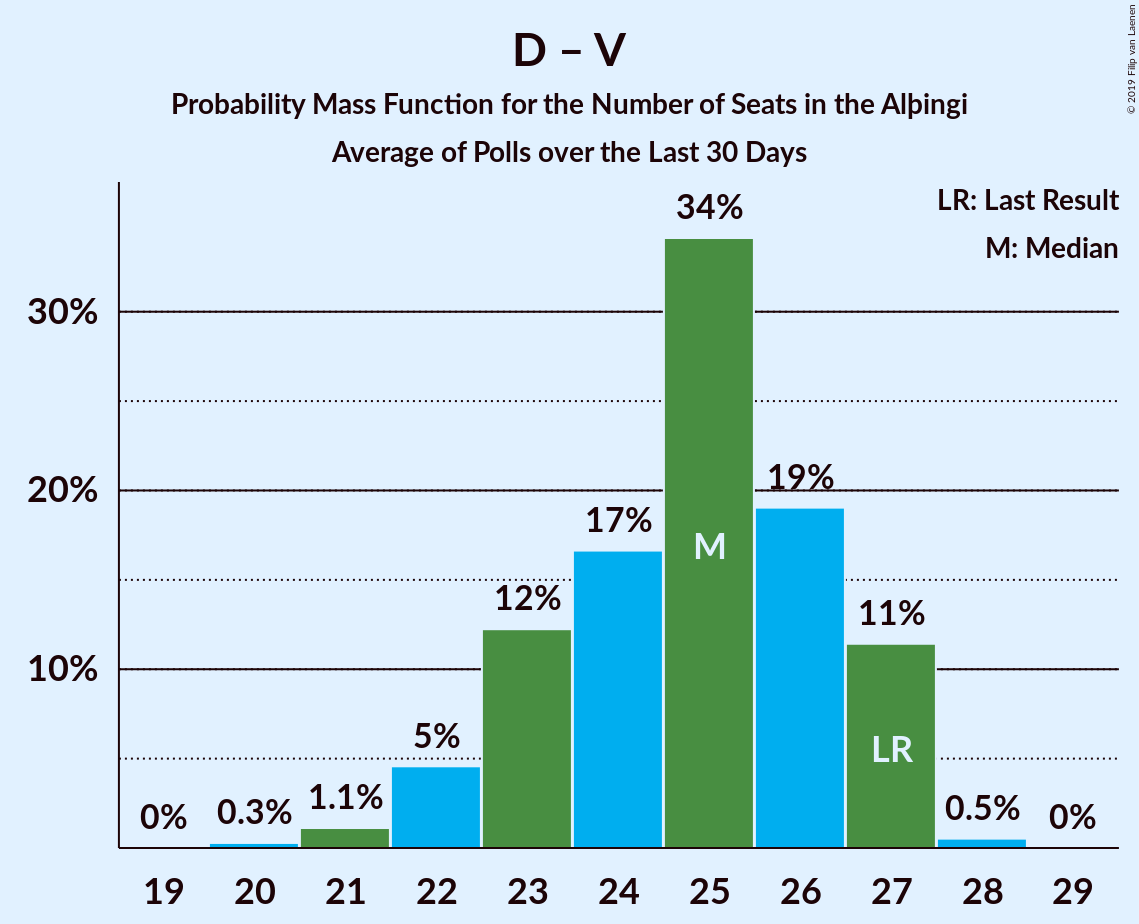 D – V
Probability Mass Function for the Number of Seats in the Alþingi
Average of Polls over the Last 30 Days
© 2019 Filip van Laenen
LR: Last Result
M: Median
34%
30%
20%
19%
17%
M
12%
11%
10%
LR
5%
1.1%
0%
0.3%
0.5%
0%
19 20 21 22 23 24 25 26 27 28 29